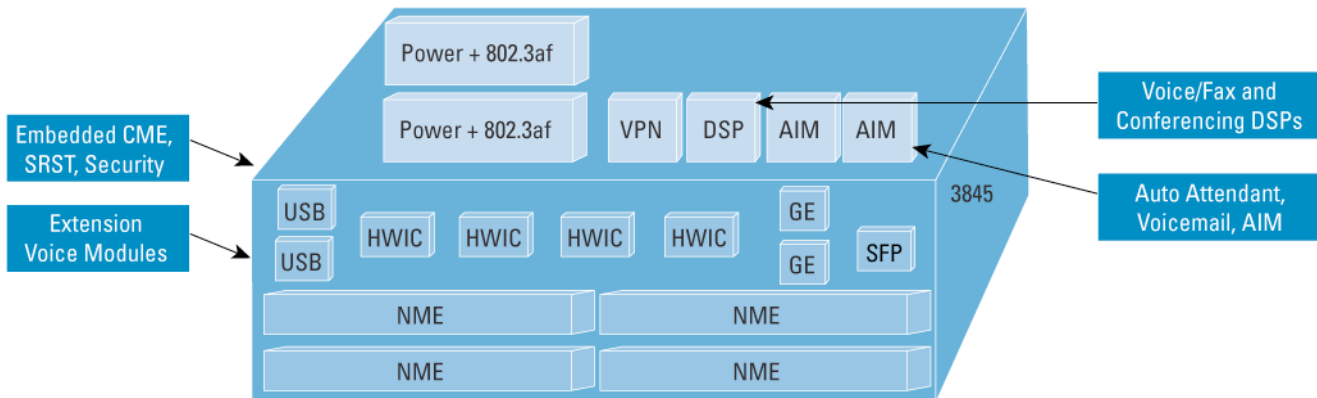 Power + 802.3af
Power + 802.3af
VPN
DSP
AIM
AIM
Voice/Fax and
Conferencing DSPs
Embedded CME,
SRST, Security
Auto Attendant,
Voicemail, AIM
3845
Extension
Voice Modules
USB
USB
HWIC
HWIC
HWIC
HWIC
GE
GE
SFP
NME
NME
NME
NME